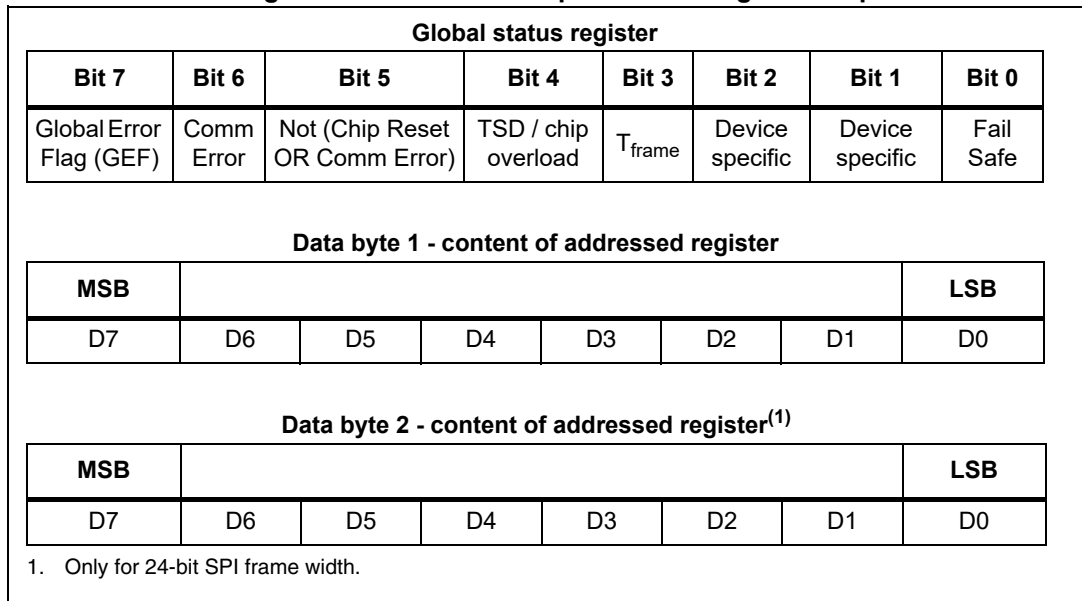 Global status register
Bit 7 Bit 6 Bit 5 Bit 4 Bit 3 Bit 2 Bit 1 Bit 0
Global Error Comm Not (Chip Reset TSD / chip Tframe Device Device Fail
Flag (GEF) Error OR Comm Error) overload specific specific Safe
Data byte 1 - content of addressed register
MSB LSB
D7 D6 D5 D4 D3 D2 D1 D0
Data byte 2 - content of addressed register(1)
MSB LSB
D7 D6 D5 D4 D3 D2 D1 D0
1. Only for 24-bit SPI frame width.